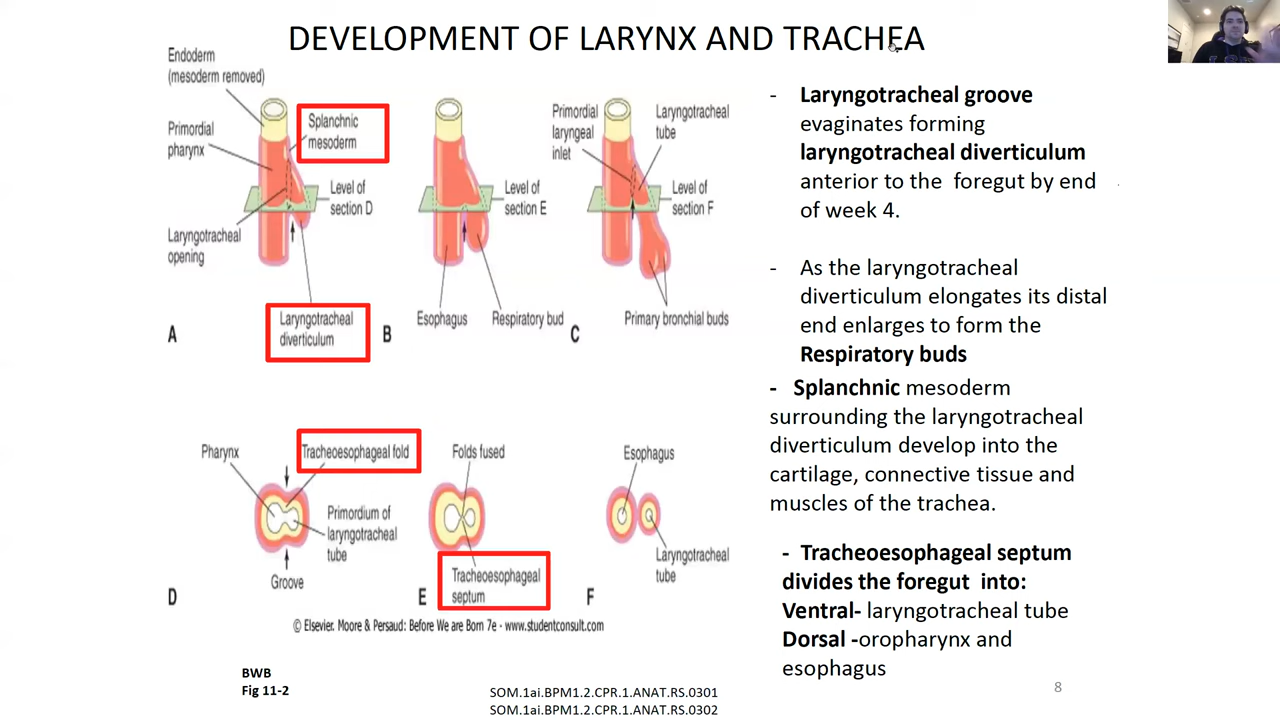 DEVELOPMENT OF LARYNX AND TRACHEA
Endoderm
(mesoderm removed)
Primordial
pharynx
Splanchnic
mesoderm
Level of
section D
Laryngotracheal
opening
Laryngotracheal
diverticulum
A
Level of
section E
Esophagus
Respiratory bud
B
Primordial
laryngeal
inlet
Laryngotracheal
tube
Level of
section F
Primary bronchial buds
C
Pharynx
Tracheoesophageal fold
Primordium of
laryngotracheal
tube
Groove
D
Folds fused
Tracheoesophageal
septum
E
Esophagus
Laryngotracheal
tube
F
© Elsevier. Moore & Persaud: Before We are Born 7e - www.studentconsult.com
- Laryngotracheal groove
evaginates forming
laryngotracheal diverticulum
anterior to the foregut by end
of week 4.
- As the laryngotracheal
diverticulum elongates its distal
end enlarges to form the
Respiratory buds
- Splanchnic mesoderm
surrounding the laryngotracheal
diverticulum develop into the
cartilage, connective tissue and
muscles of the trachea.
- Tracheoesophageal septum
divides the foregut into:
Ventral- laryngotracheal tube
Dorsal -oropharynx and
esophagus
BWB
Fig 11-2
SOM.1ai.BPM1.2.CPR.1.ANAT.RS.0301
SOM.1ai.BPM1.2.CPR.1.ANAT.RS.0302
8